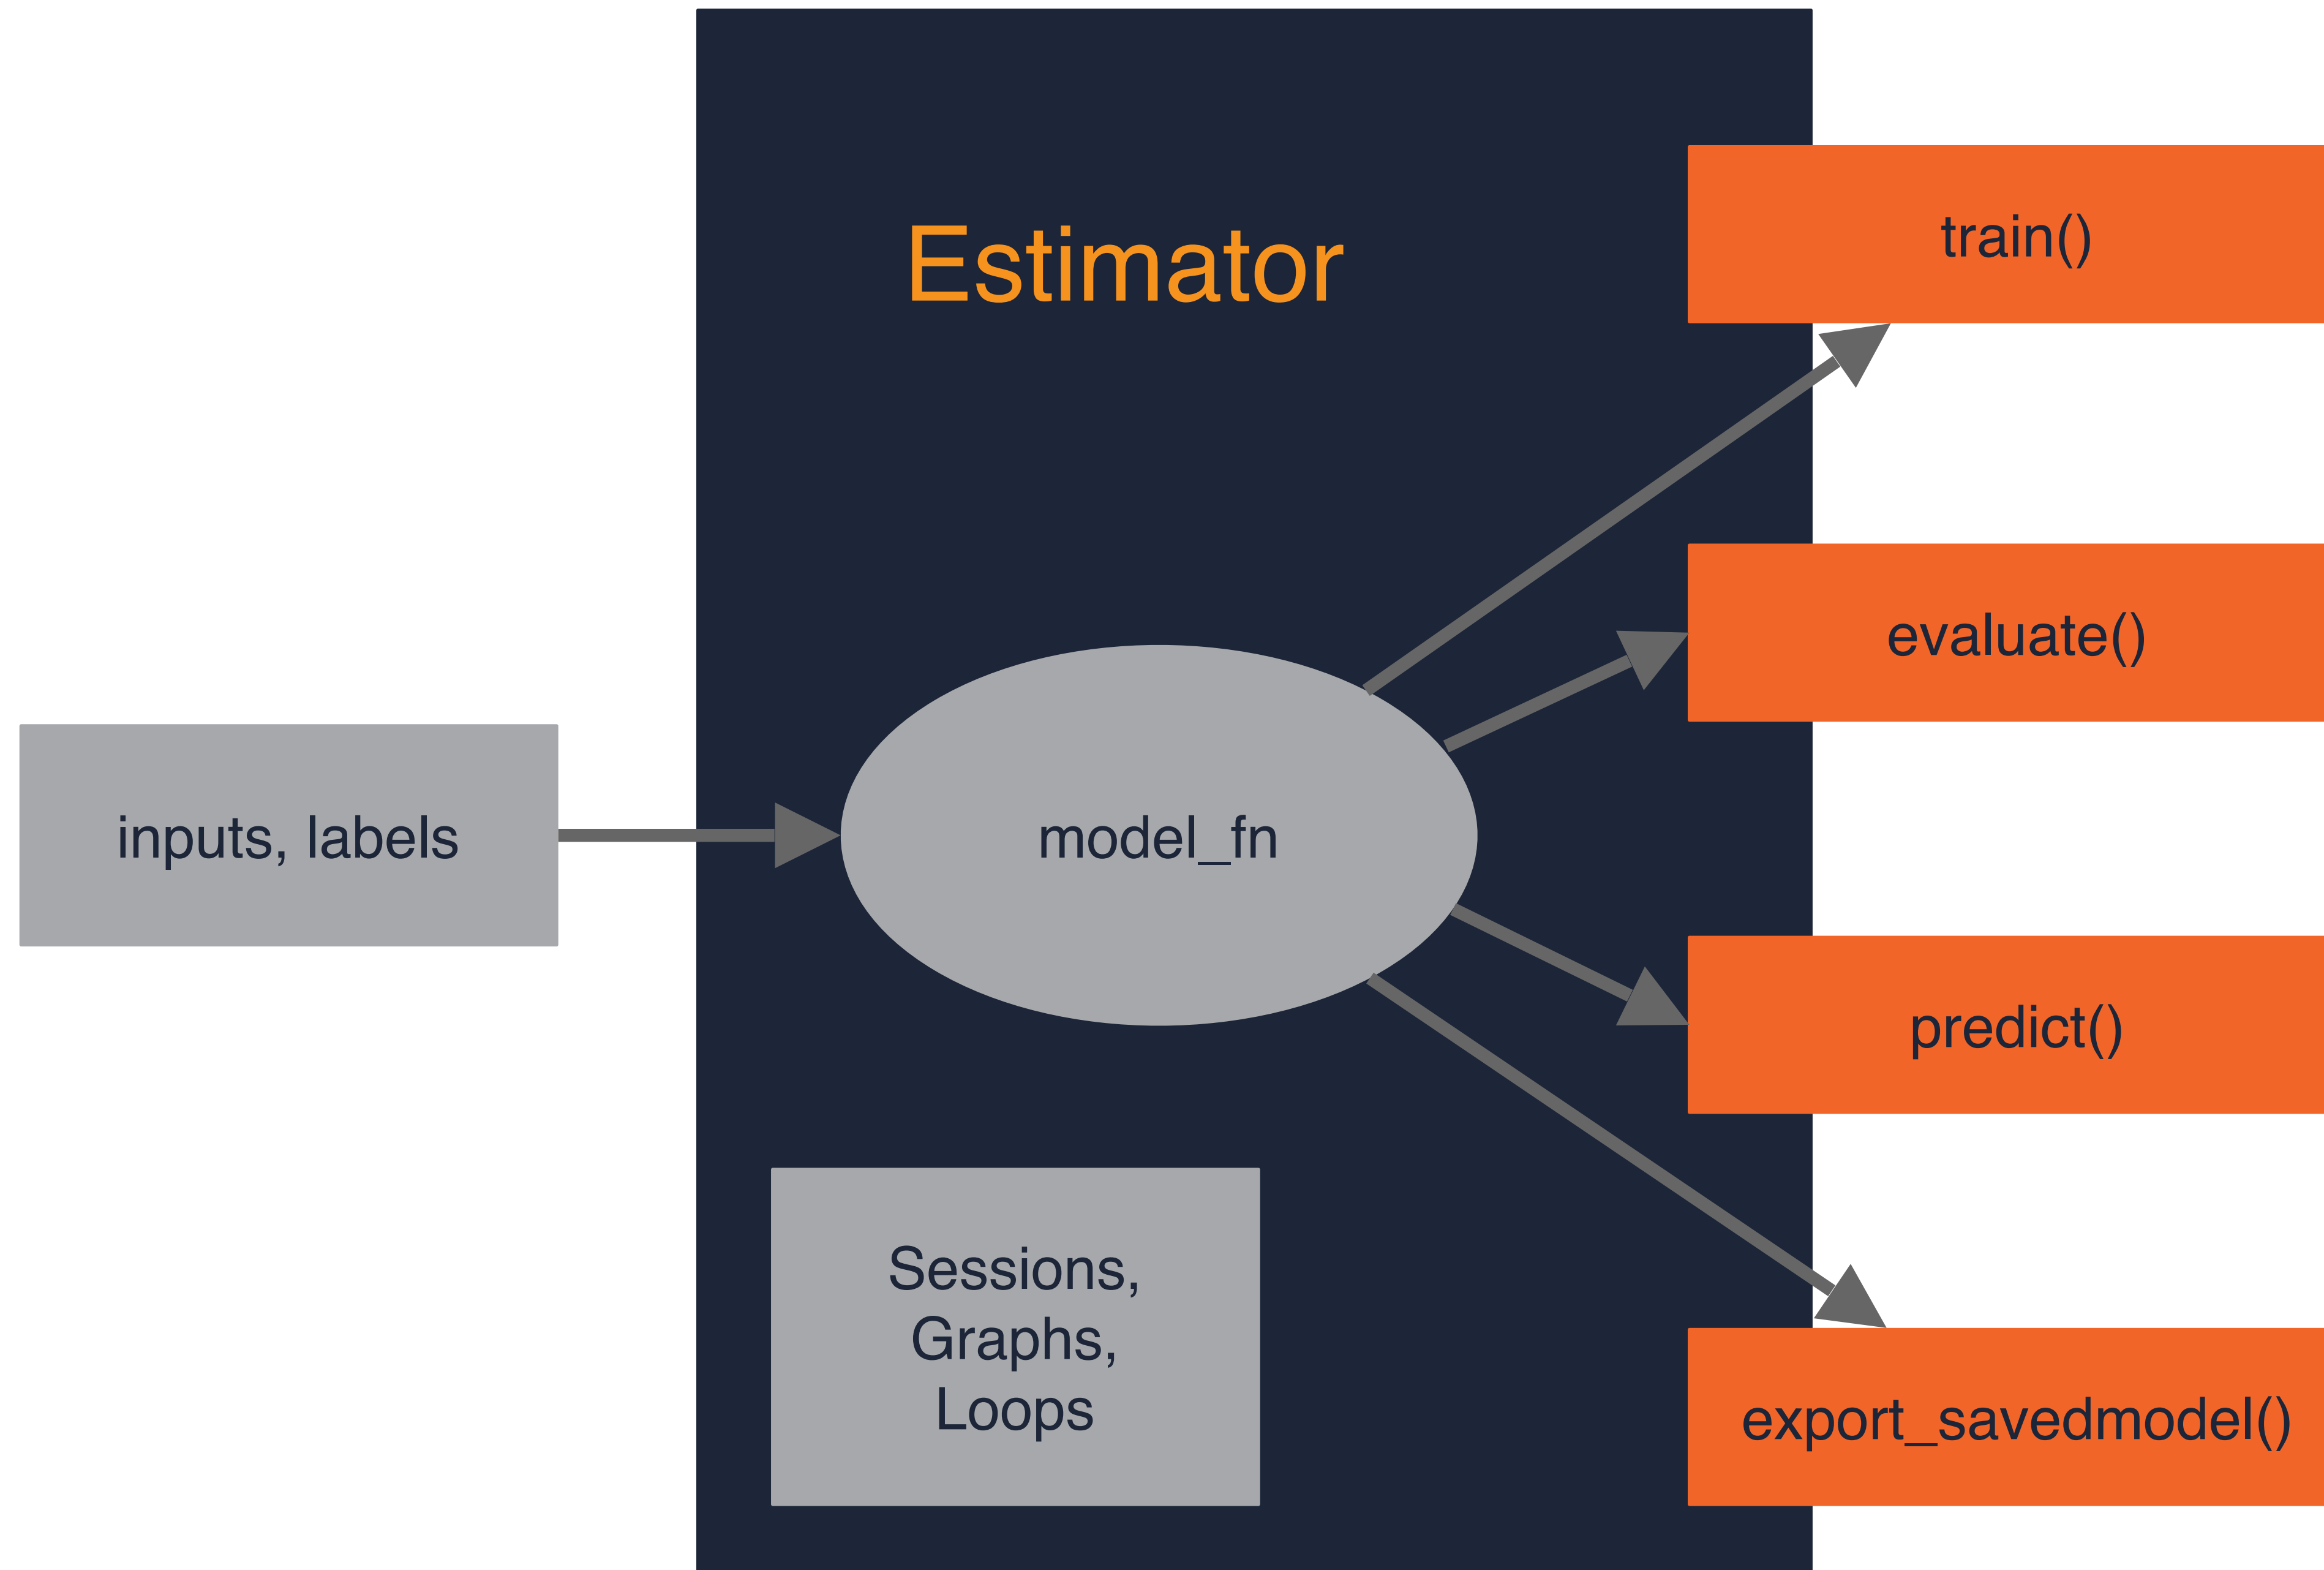 Estimator
train()
evaluate()
inputs, labels
model_fn
predict()
Sessions,
Graphs,
Loops
export_savedmodel()